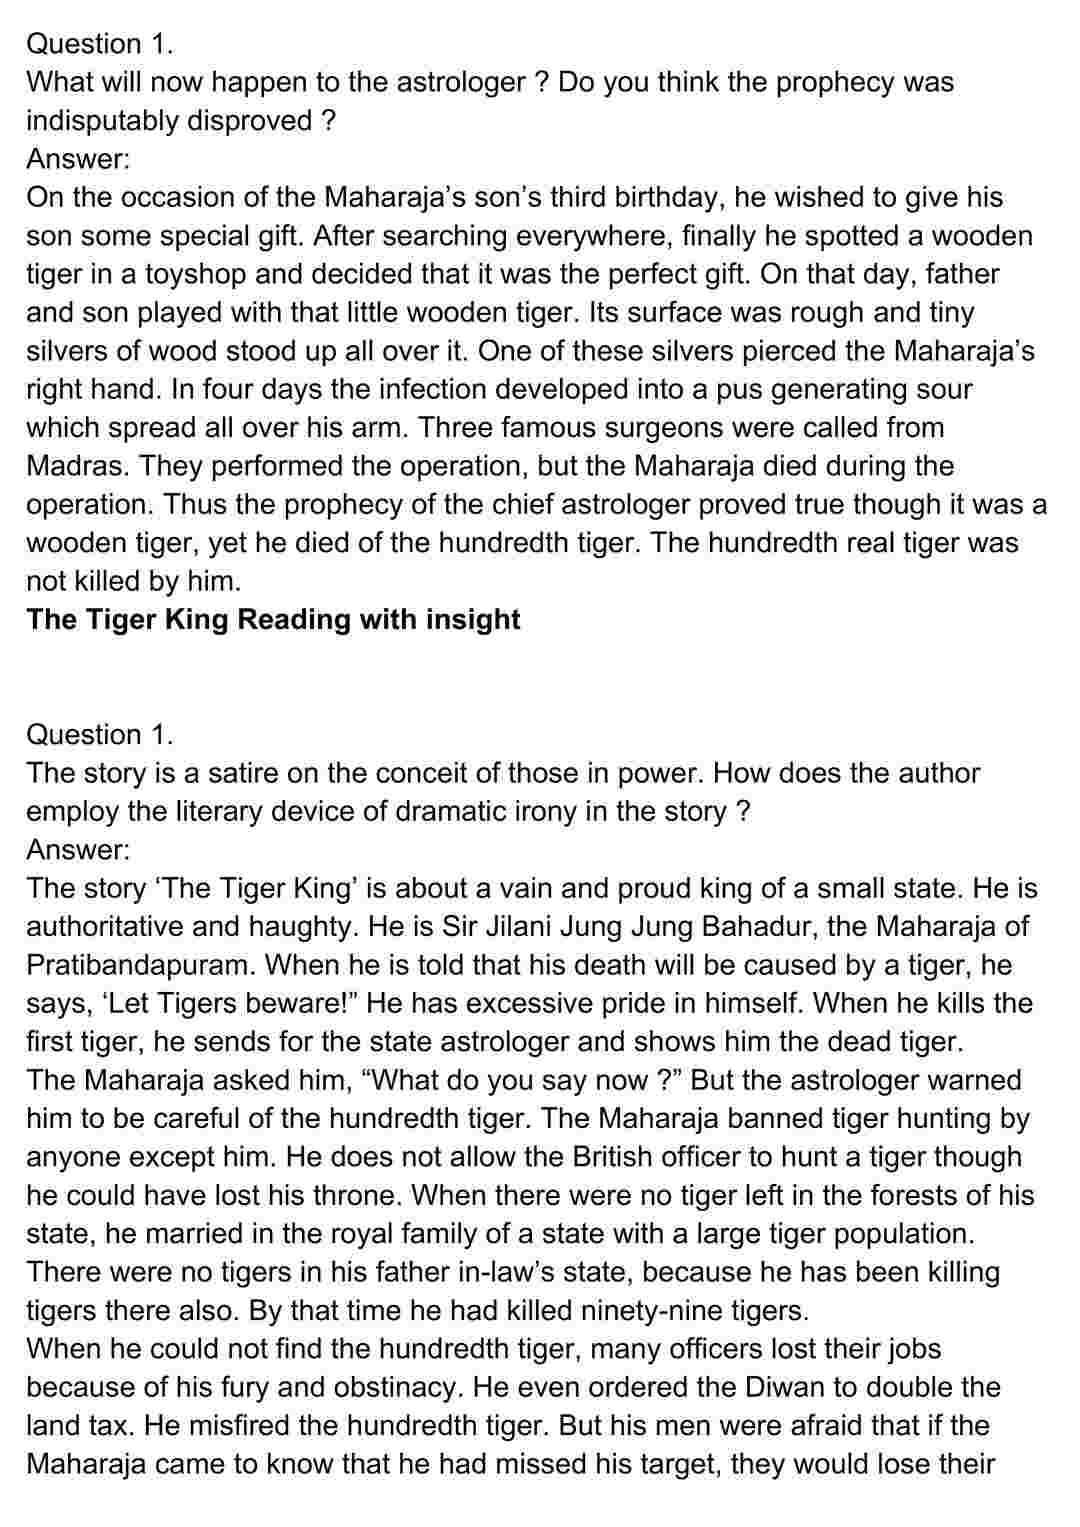 Question 1.
What will now happen to the astrologer ? Do you think the prophecy was
indisputably disproved ?
Answer:
On the occasion of the Maharaja’s son’s third birthday, he wished to give his
son some special gift. After searching everywhere, finally he spotted a wooden
tiger in a toyshop and decided that it was the perfect gift. On that day, father
and son played with that little wooden tiger. Its surface was rough and tiny
silvers of wood stood up all over it. One of these silvers pierced the Maharaja’s
right hand. In four days the infection developed into a pus generating sour
which spread all over his arm. Three famous surgeons were called from
Madras. They performed the operation, but the Maharaja died during the
operation. Thus the prophecy of the chief astrologer proved true though it was a
wooden tiger, yet he died of the hundredth tiger. The hundredth real tiger was
not killed by him.
The Tiger King Reading with insight
Question 1.
The story is a satire on the conceit of those in power. How does the author
employ the literary device of dramatic irony in the story ?
Answer:
The story ‘The Tiger King’ is about a vain and proud king of a small state. He is
authoritative and haughty. He is Sir Jilani Jung Jung Bahadur, the Maharaja of
Pratibandapuram. When he is told that his death will be caused by a tiger, he
says, ‘Let Tigers beware!” He has excessive pride in himself. When he kills the
first tiger, he sends for the state astrologer and shows him the dead tiger.
The Maharaja asked him, “What do you say now ?” But the astrologer warned
him to be careful of the hundredth tiger. The Maharaja banned tiger hunting by
anyone except him. He does not allow the British officer to hunt a tiger though
he could have lost his throne. When there were no tiger left in the forests of his
state, he married in the royal family of a state with a large tiger population.
There were no tigers in his father in-law’s state, because he has been killing
tigers there also. By that time he had killed ninety-nine tigers.
When he could not find the hundredth tiger, many officers lost their jobs
because of his fury and obstinacy. He even ordered the Diwan to double the
land tax. He misfired the hundredth tiger. But his men were afraid that if the
Maharaja came to know that he had missed his target, they would lose their